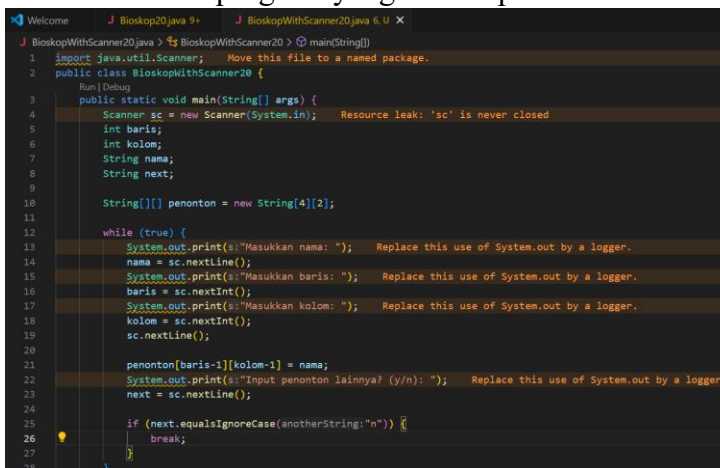 Welcome J Bioskop20.java 9+ J BioskopWithScanner20.java 6, U X
J BioskopWithScanner20.java > BioskopWithScanner20 > main(String[])
1 import java.util.Scanner; Move this file to a named package.
2 public class BioskopWithScanner20 {
Run | Debug
3 public static void main(String[] args) {
4 Scanner sc = new Scanner(System.in); Resource leak: 'sc' is never closed
5 int baris;
6 int kolom;
7 String nama;
8 String next;
9
10 String[][] penonton = new String[4][2];
11
12 while (true) {
13 System.out.print(s:"Masukkan nama: "); Replace this use of System.out by a logger.
14 nama = sc.nextLine();
15 System.out.print(s:"Masukkan baris: "); Replace this use of System.out by a logger.
16 baris = sc.nextInt();
17 System.out.print(s:"Masukkan kolom: "); Replace this use of System.out by a logger.
18 kolom = sc.nextInt();
19 sc.nextLine();
20
21 penonton[baris-1][kolom-1] = nama;
22 System.out.print(s:"Input penonton lainnya? (y/n): "); Replace this use of System.out by a logger
23 next = sc.nextLine();
24
25 if (next.equalsIgnoreCase(anotherString:"n")) {
26 break;
27 }
28 }